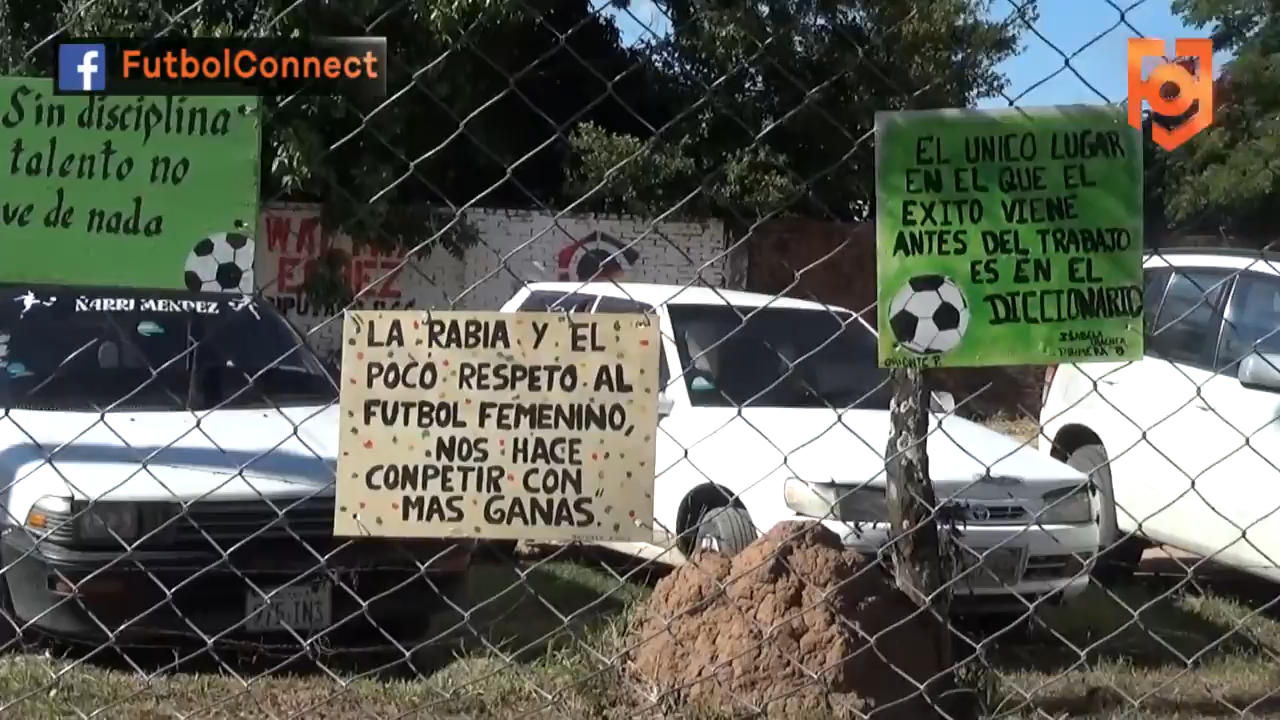 FutbolConnect
Sin disciplina
talento no
ve de nada
ÑARRI MENDEZ
LA RABIA Y EL
POCO RESPETO AL
FUTBOL FEMENINO,
NOS HACE
CONPETIR CON
MAS GANAS."
EL UNICO LUGAR
EN EL QUE EL
EXITO VIENE
ANTES DEL TRABAJO
ES EN EL
DICCIONARIO